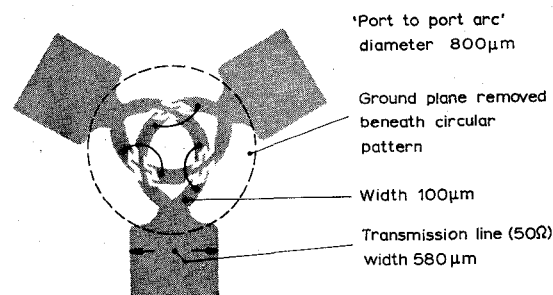 'Port to port arc'
diameter 800µm
Ground plane removed
beneath circular
pattern
Width 100µm
Transmission line (50Ω)
width 580µm